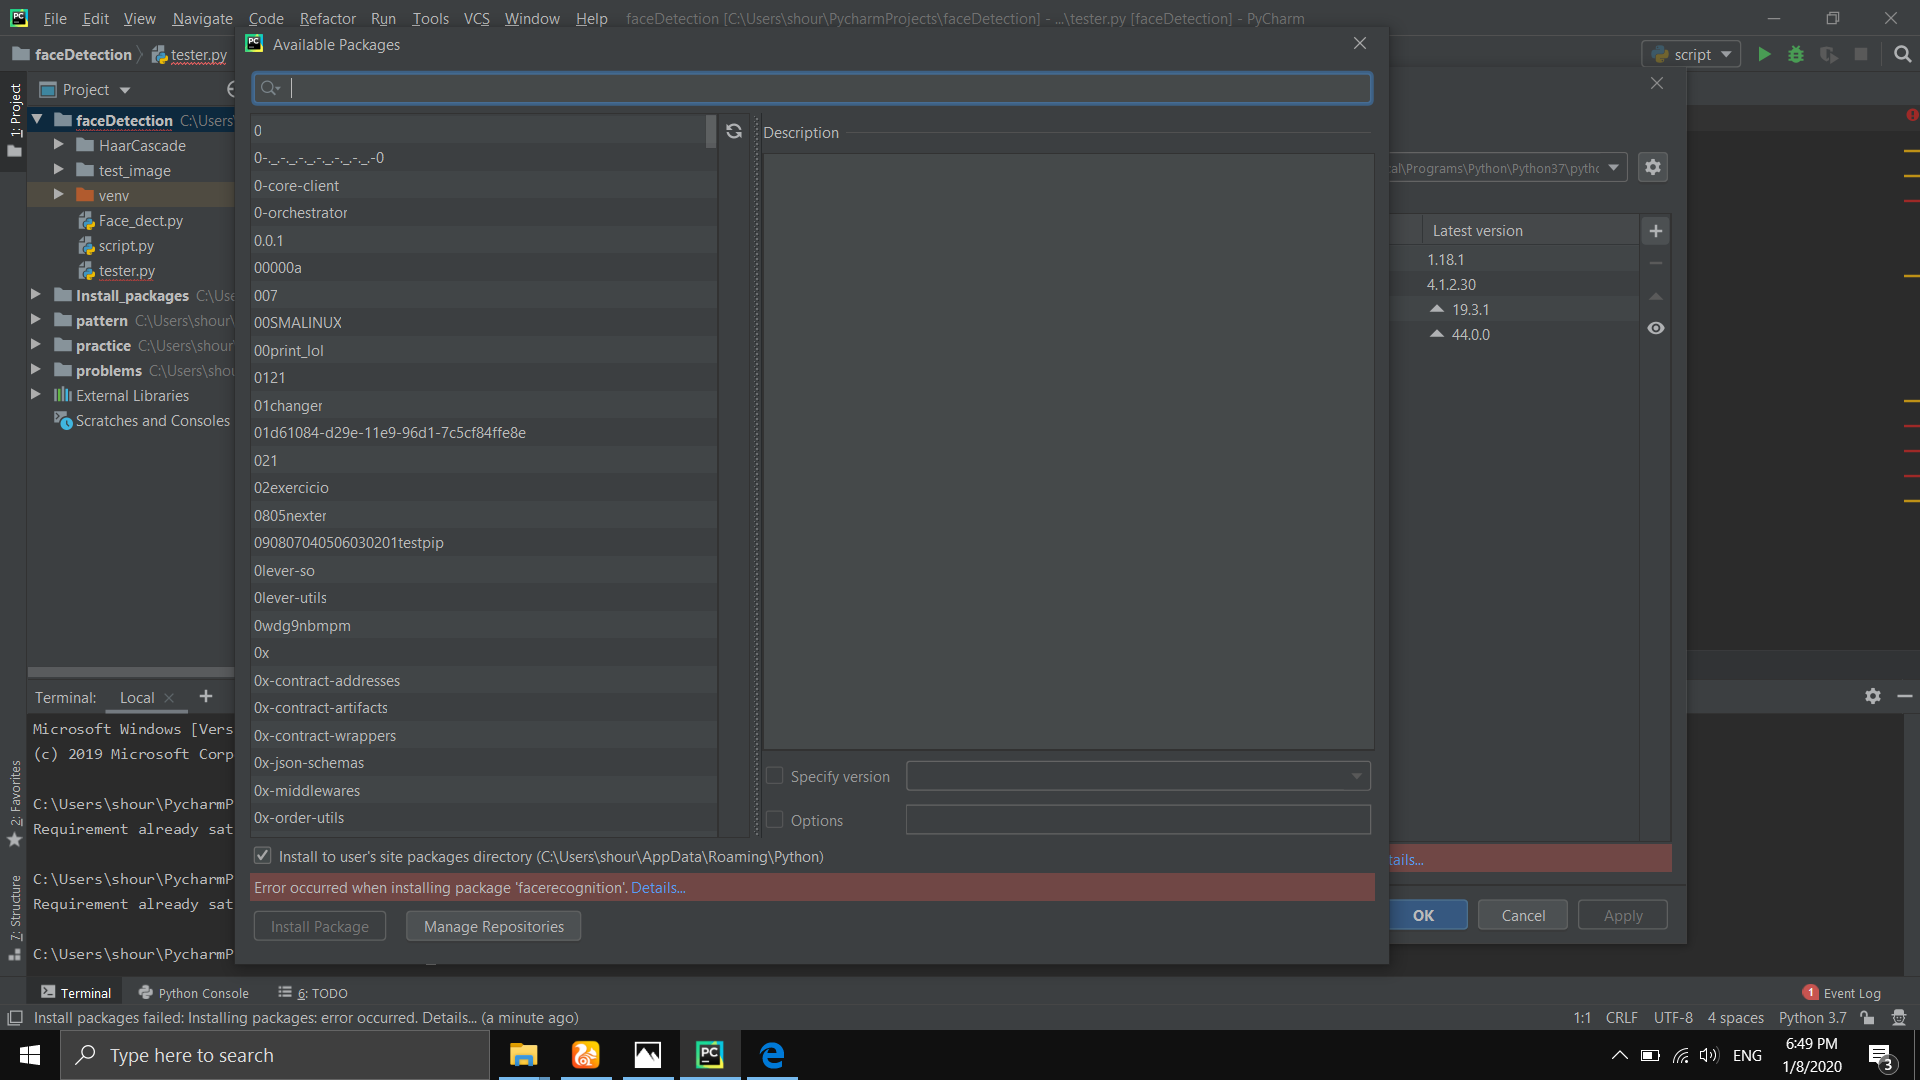 File Edit View Navigate Code Refactor Run Tools VCS Window Help faceDetection [C:\Users\shour\PycharmProjects\faceDetection] - ...\tester.py [faceDetection] - PyCharm
faceDetection tester.py
script
Available Packages
1: Project
Project
faceDetection C:\Users
HaarCascade
test_image
venv
Face_dect.py
script.py
tester.py
Install_packages C:\Use
pattern C:\Users\shour\
practice C:\Users\shour
problems C:\Users\shou
External Libraries
Scratches and Consoles
0
0-._.-._.-._.-._.-._.-._.-0
0-core-client
0-orchestrator
0.0.1
00000a
007
00SMALINUX
00print_lol
0121
01changer
01d61084-d29e-11e9-96d1-7c5cf84ffe8e
021
02exercicio
0805nexter
090807040506030201testpip
0lever-so
0lever-utils
0wdg9nbmpm
0x
0x-contract-addresses
0x-contract-artifacts
0x-contract-wrappers
0x-json-schemas
0x-middlewares
0x-order-utils
Description
Specify version
Options
Install to user's site packages directory (C:\Users\shour\AppData\Roaming\Python)
Error occurred when installing package 'facerecognition'. Details...
Install Package Manage Repositories
al\Programs\Python\Python37\pytho
Latest version
1.18.1
4.1.2.30
19.3.1
44.0.0
tails...
OK Cancel Apply
Terminal: Local
Microsoft Windows [Vers
(c) 2019 Microsoft Corp
C:\Users\shour\PycharmP
Requirement already sat
C:\Users\shour\PycharmP
Requirement already sat
C:\Users\shour\PycharmP
2: Favorites
7: Structure
Terminal Python Console 6: TODO
1 Event Log
Install packages failed: Installing packages: error occurred. Details... (a minute ago)
1:1 CRLF UTF-8 4 spaces Python 3.7
Type here to search
ENG
6:49 PM
1/8/2020
3